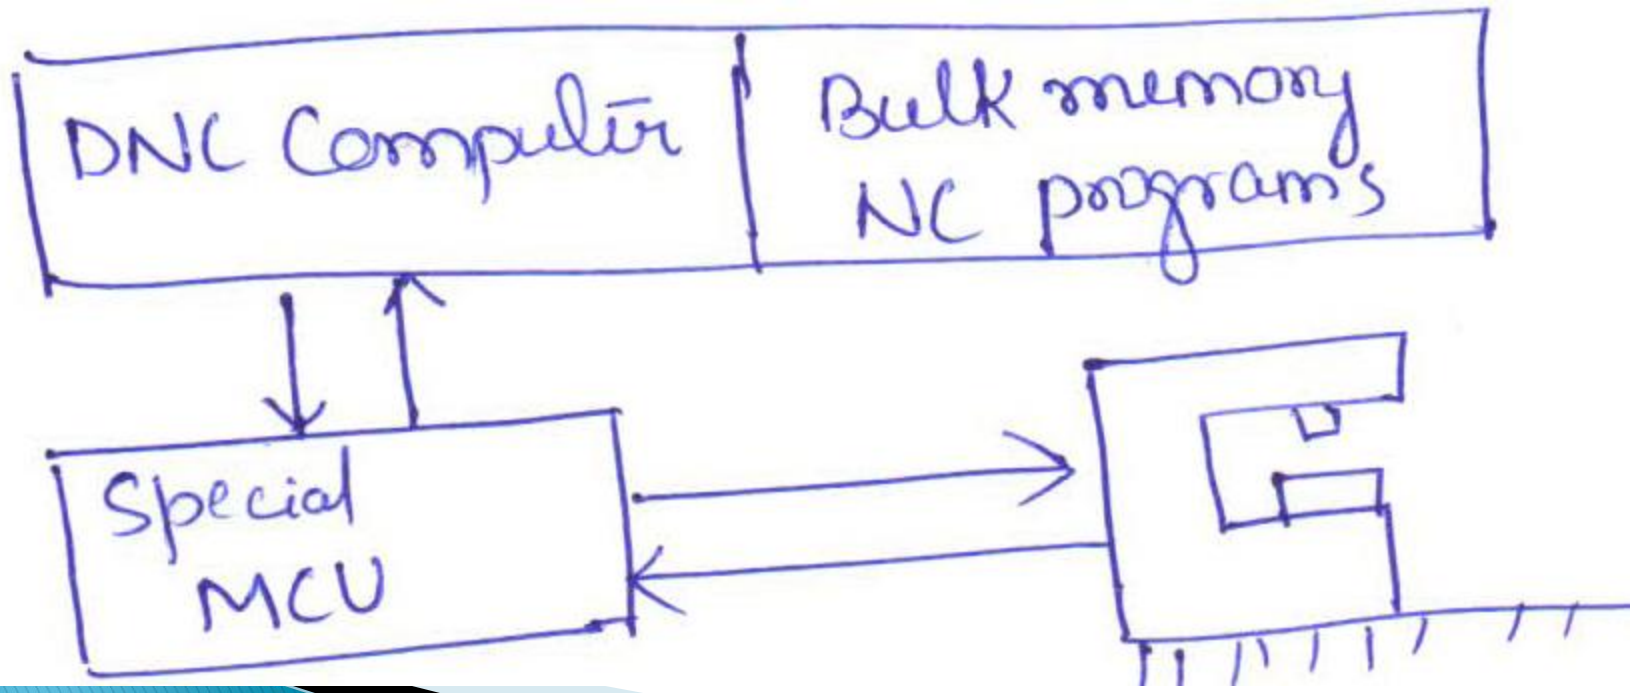 DNC Computer
Bulk memory
NC programs
Special
MCU